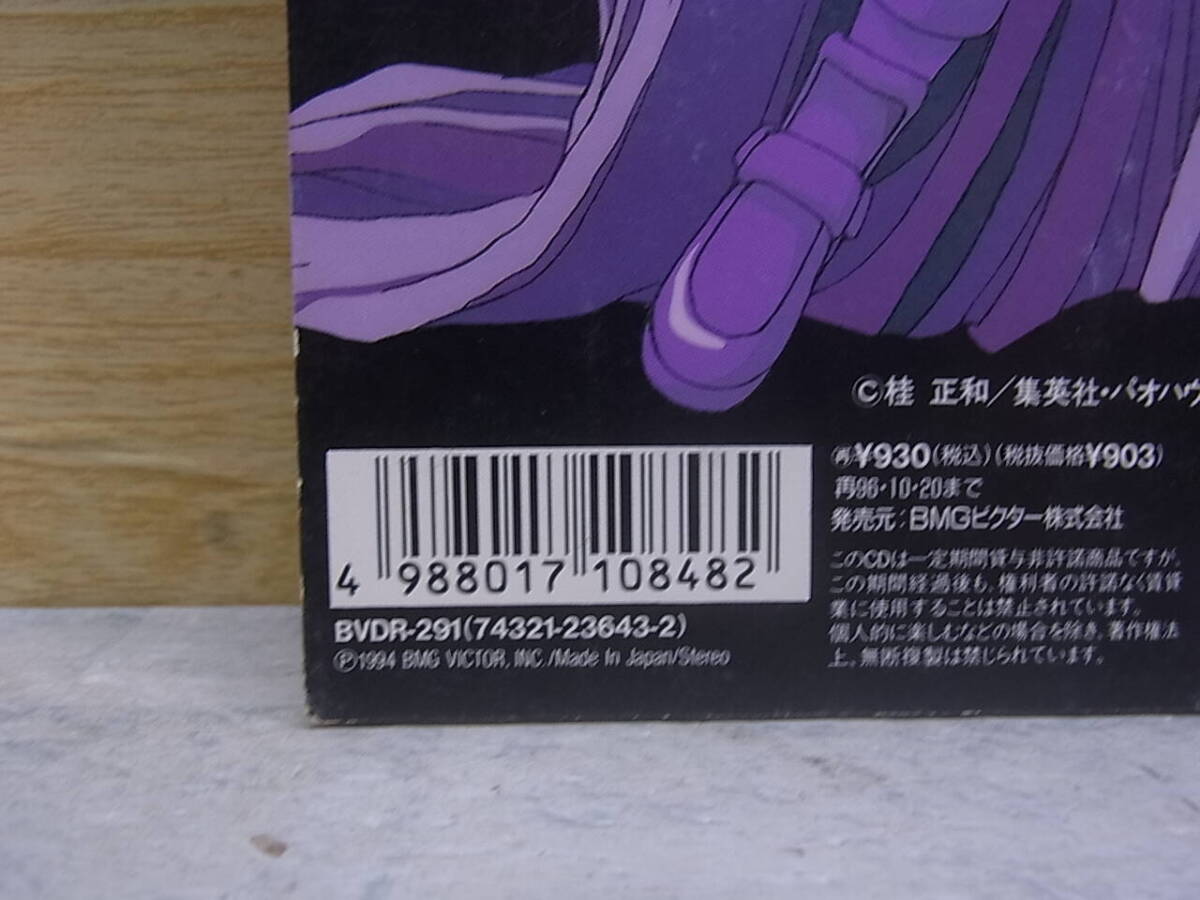 ©桂 正和／集英社・パオハウ
4 988017 108482
BVDR-291(74321-23643-2)
Ⓟ1994 BMG VICTOR, INC./Made In Japan/Stereo
㊢¥930(税込)(税抜価格¥903)
再96・10・20まで
発売元:BMGビクター株式会社
このCDは一定期間貸与非許諾商品ですが、
この期間経過後も、権利者の許諾なく賃貸
業に使用することは禁止されています。
個人的に楽しむなどの場合を除き、著作権法
上、無断複製は禁じられています。